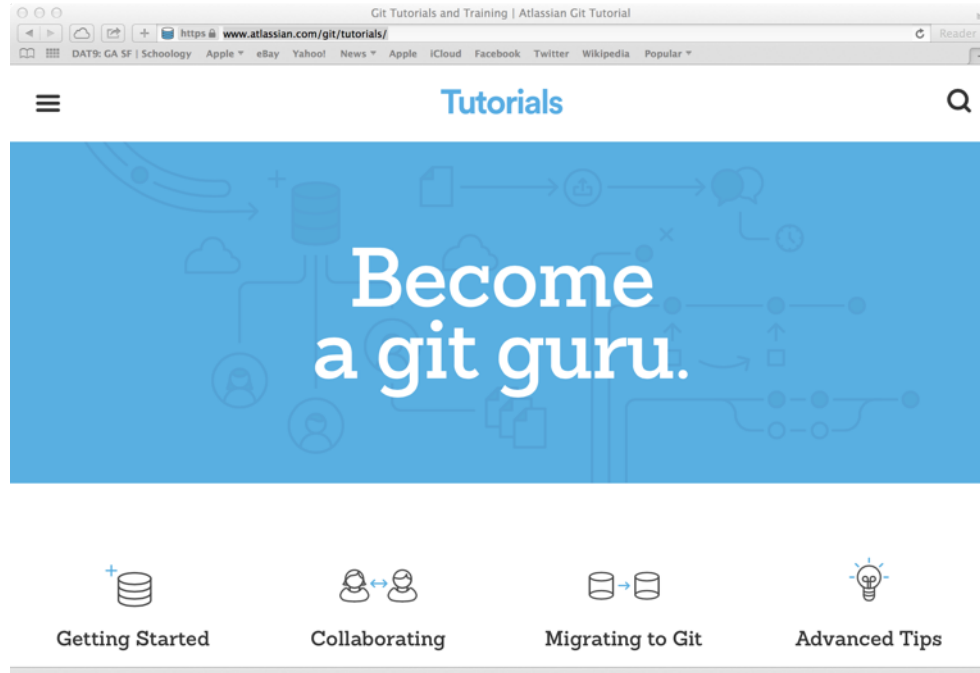 Git Tutorials and Training | Atlassian Git Tutorial
https www.atlassian.com/git/tutorials/ Reader
DAT9: GA SF | Schoology Apple eBay Yahoo! News Apple iCloud Facebook Twitter Wikipedia Popular
Tutorials
Become
a git guru.
Getting Started Collaborating Migrating to Git Advanced Tips